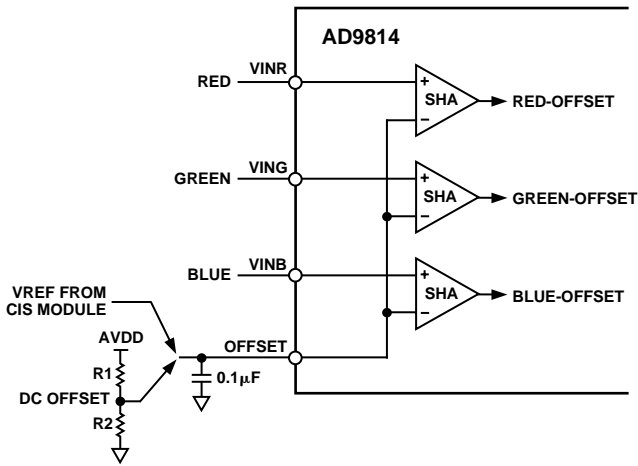 AD9814
VINR
RED
+
SHA
−
RED-OFFSET
VING
GREEN
+
SHA
−
GREEN-OFFSET
VINB
BLUE
+
SHA
−
BLUE-OFFSET
VREF FROM
CIS MODULE
AVDD
OFFSET
R1
0.1μF
DC OFFSET
R2